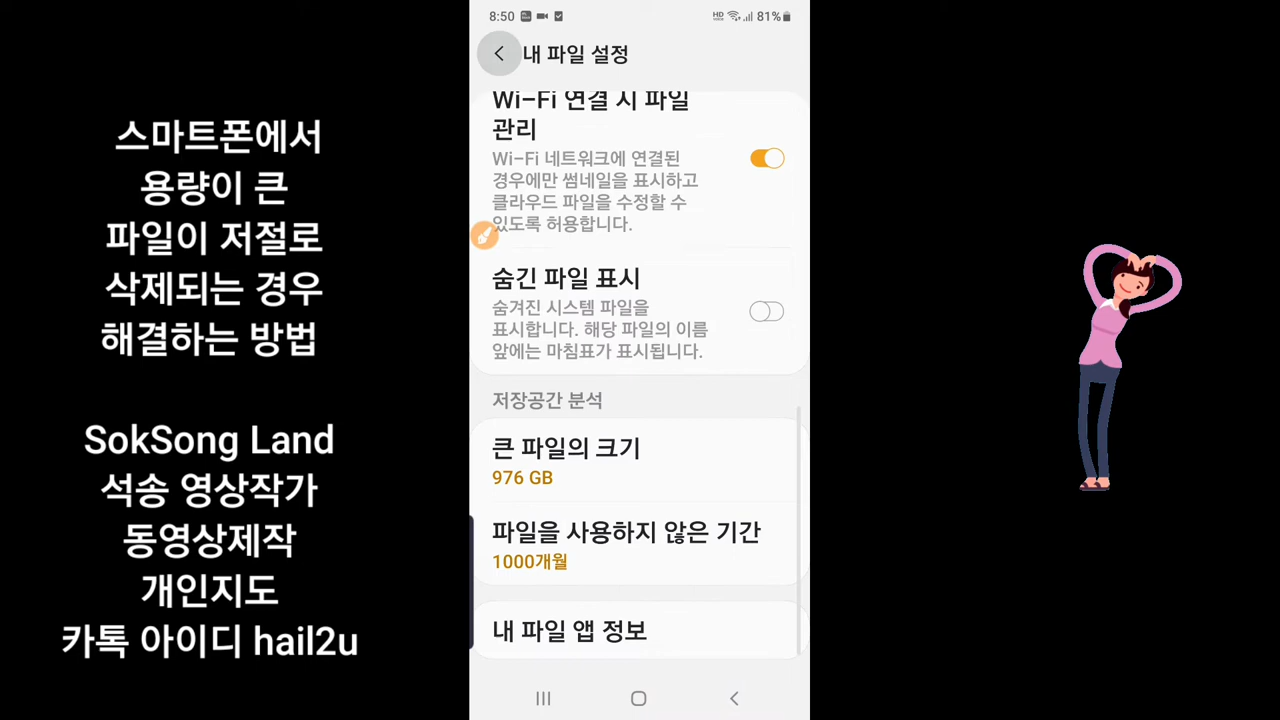 스마트폰에서
용량이 큰
파일이 저절로
삭제되는 경우
해결하는 방법
SokSong Land
석송 영상작가
동영상제작
개인지도
카톡 아이디 hail2u
8:50
81%
내 파일 설정
Wi-Fi 연결 시 파일
관리
Wi-Fi 네트워크에 연결된
경우에만 썸네일을 표시하고
클라우드 파일을 수정할 수
있도록 허용합니다.
숨긴 파일 표시
숨겨진 시스템 파일을
표시합니다. 해당 파일의 이름
앞에는 마침표가 표시됩니다.
저장공간 분석
큰 파일의 크기
976 GB
파일을 사용하지 않은 기간
1000개월
내 파일 앱 정보